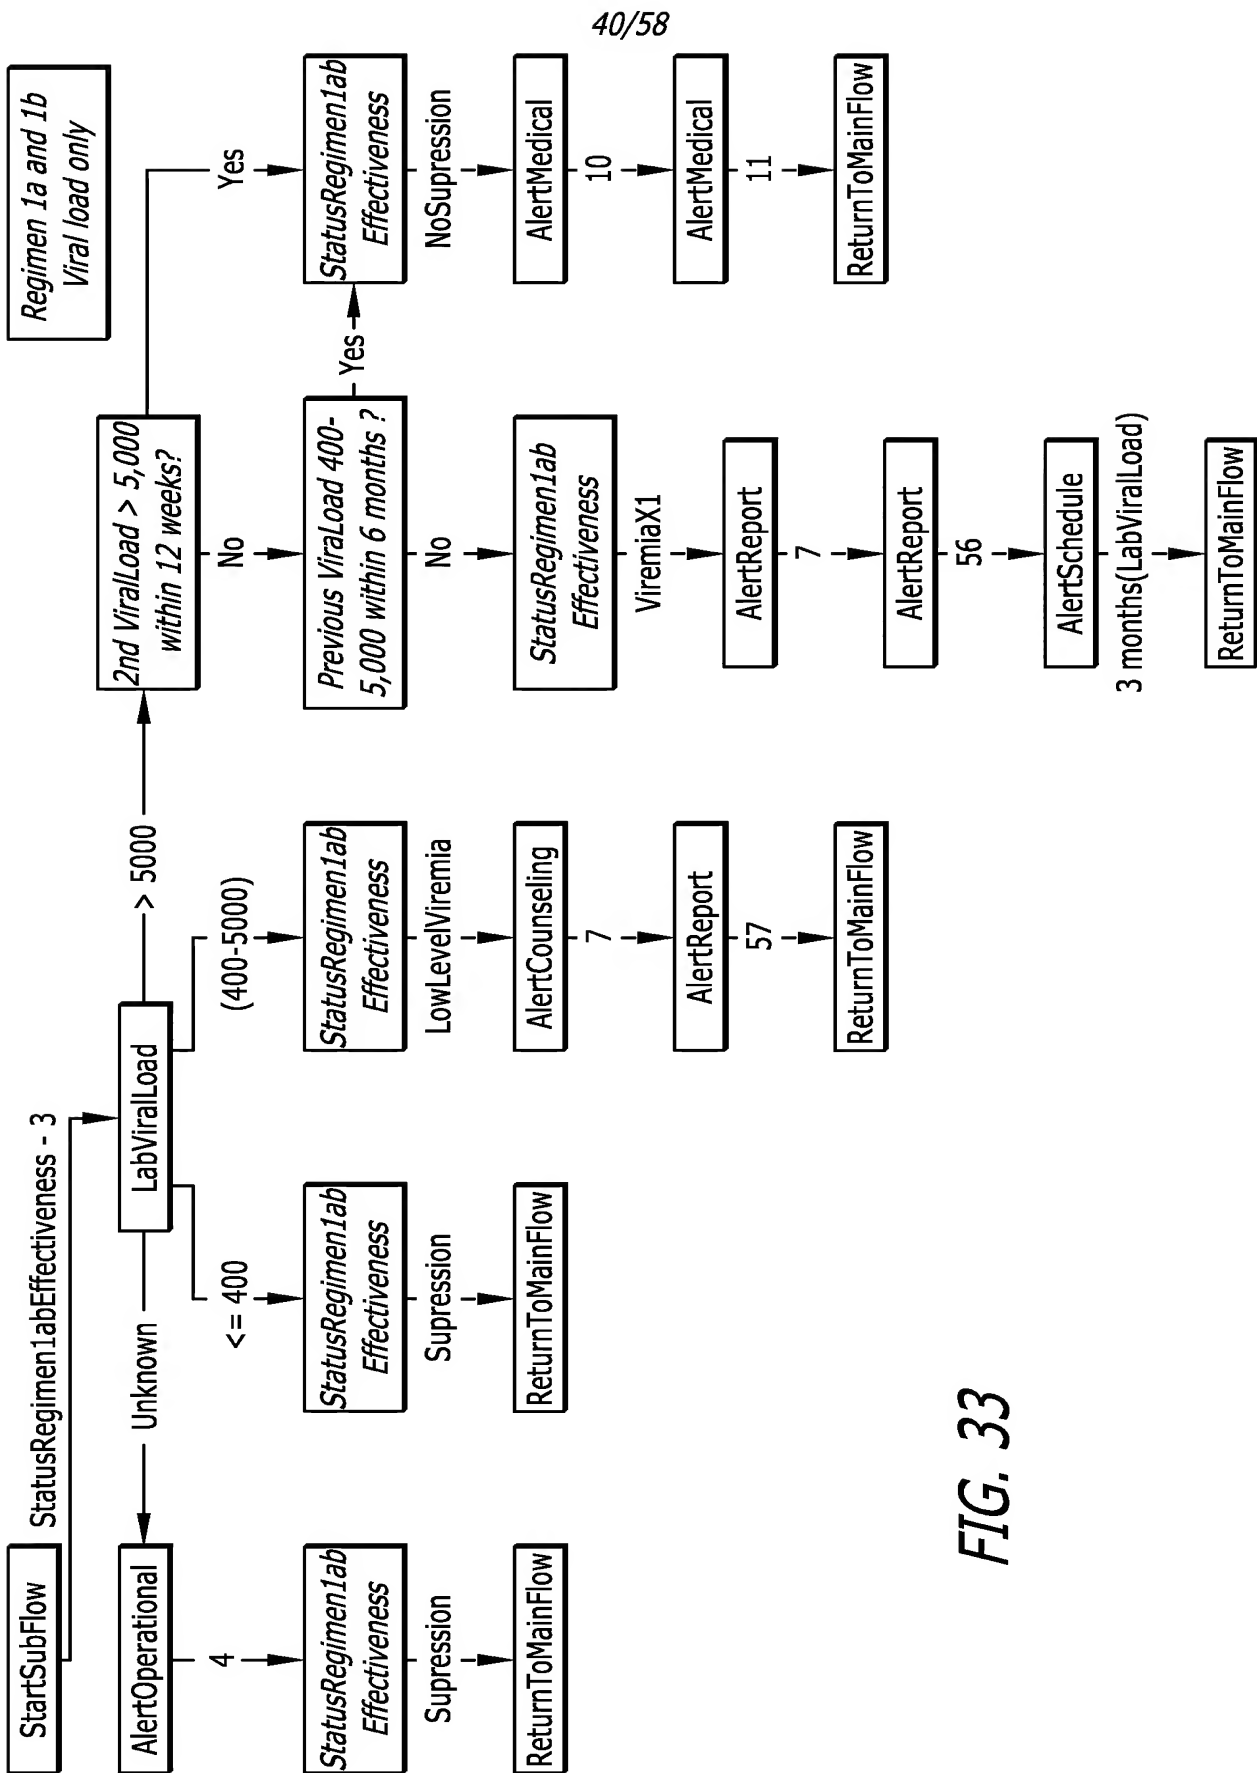 40/58
StartSubFlow
StatusRegimen1abEffectiveness - 3
Regimen 1a and 1b
Viral load only
AlertOperational
Unknown
LabViralLoad
> 5000
2nd ViralLoad > 5,000
within 12 weeks?
Yes
4
<= 400
(400-5000)
No
StatusRegimen1ab
Effectiveness
StatusRegimen1ab
Effectiveness
StatusRegimen1ab
Effectiveness
Previous ViraLoad 400-
5,000 within 6 months ?
Yes
StatusRegimen1ab
Effectiveness
Supression
Supression
LowLevelViremia
No
NoSupression
ReturnToMainFlow
ReturnToMainFlow
AlertCounseling
StatusRegimen1ab
Effectiveness
AlertMedical
7
ViremiaX1
10
AlertReport
AlertReport
AlertMedical
57
7
11
ReturnToMainFlow
AlertReport
ReturnToMainFlow
56
AlertSchedule
3 months(LabViralLoad)
ReturnToMainFlow
FIG. 33